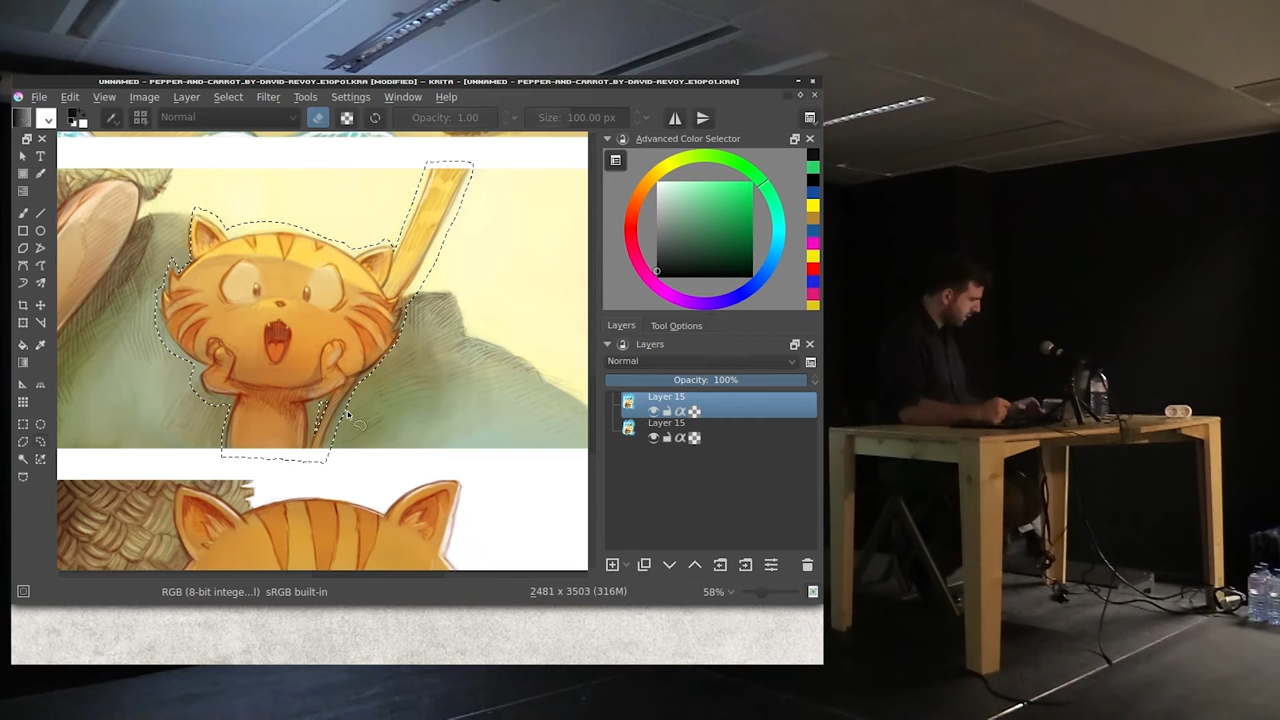 UNNAMED - PEPPER-AND-CARROT_BY-DAVID-REVOY_E10P01.KRA [MODIFIED] — KRITA - [UNNAMED - PEPPER-AND-CARROT_BY-DAVID-REVOY_E10P01.KRA]
File Edit View Image Layer Select Filter Tools Settings Window Help
Normal Opacity: 1.00 Size: 100.00 px
Advanced Color Selector
Layers Tool Options
Layers
Normal
Opacity: 100%
Layer 15
Layer 15
RGB (8-bit intege...l) sRGB built-in 2481 x 3503 (316M) 58%